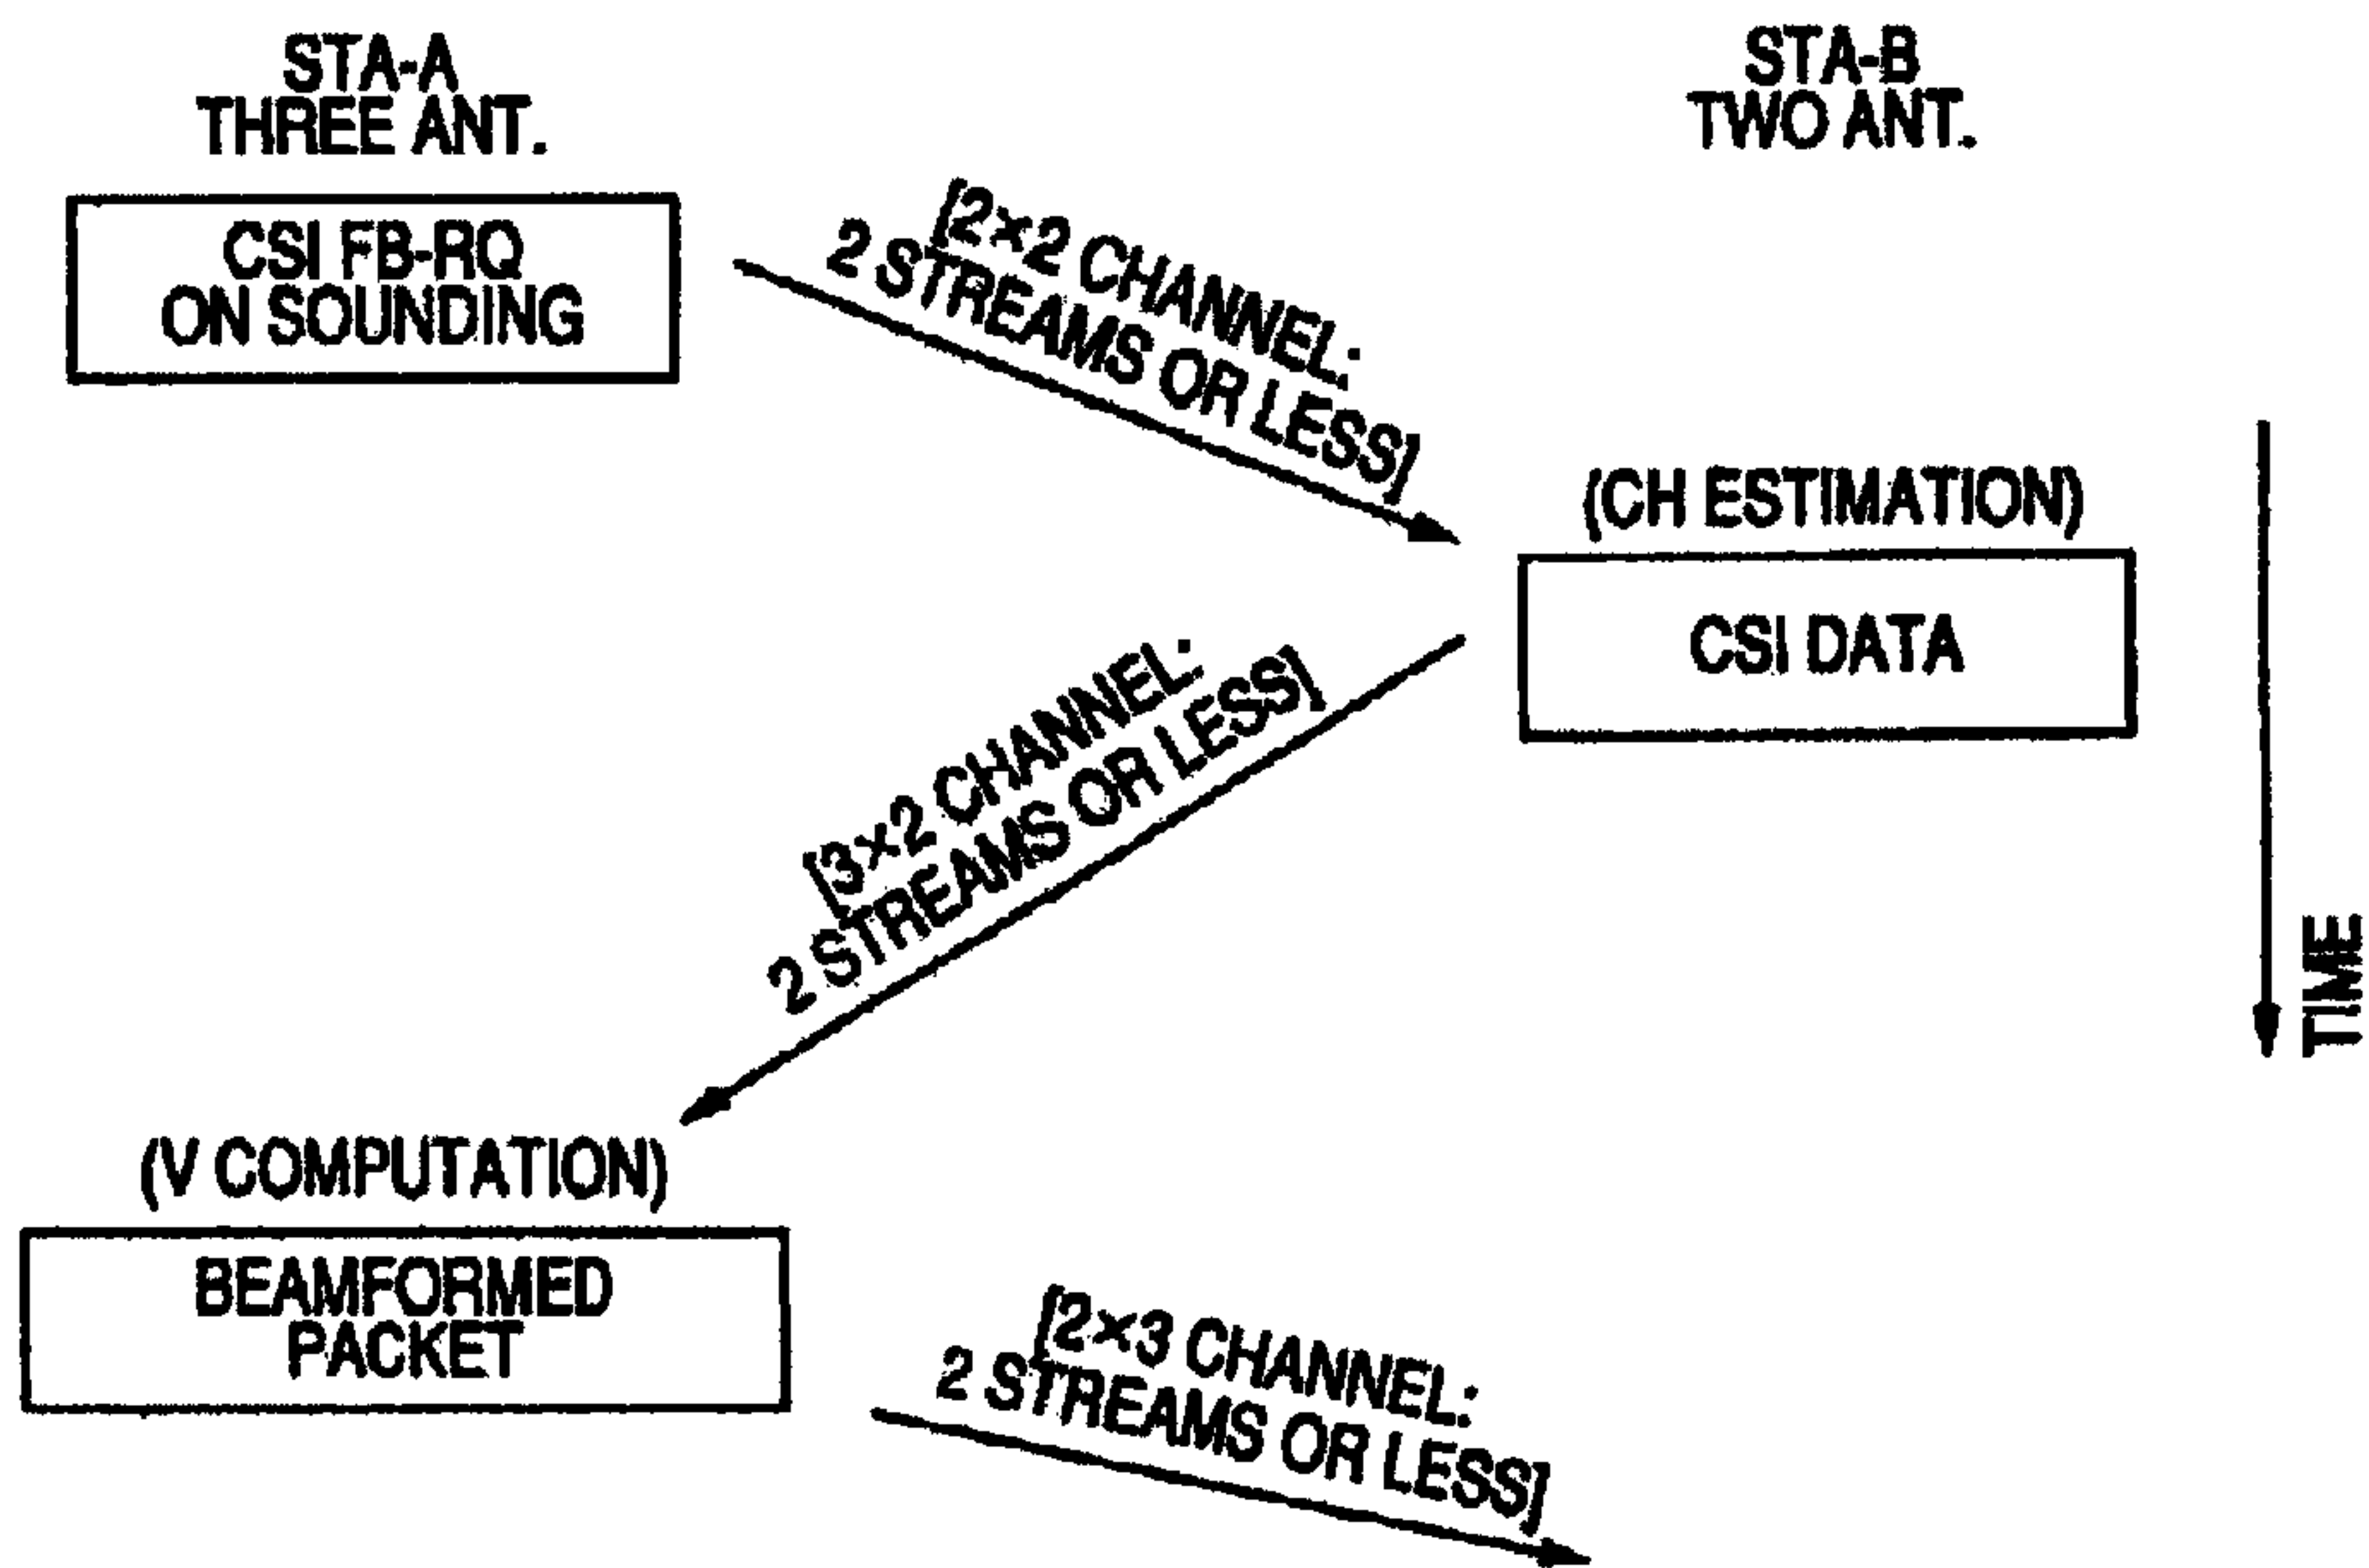 STA-A
THREE ANT.
STA-B
TWO ANT.
CSI FB-RQ
ON SOUNDING
[2×2 CHANNEL:
2 STREAMS OR LESS]
(CH ESTIMATION)
CSI DATA
[3×2 CHANNEL:
2 STREAMS OR LESS]
TIME
(V COMPUTATION)
BEAMFORMED
PACKET
[2×3 CHANNEL:
2 STREAMS OR LESS]